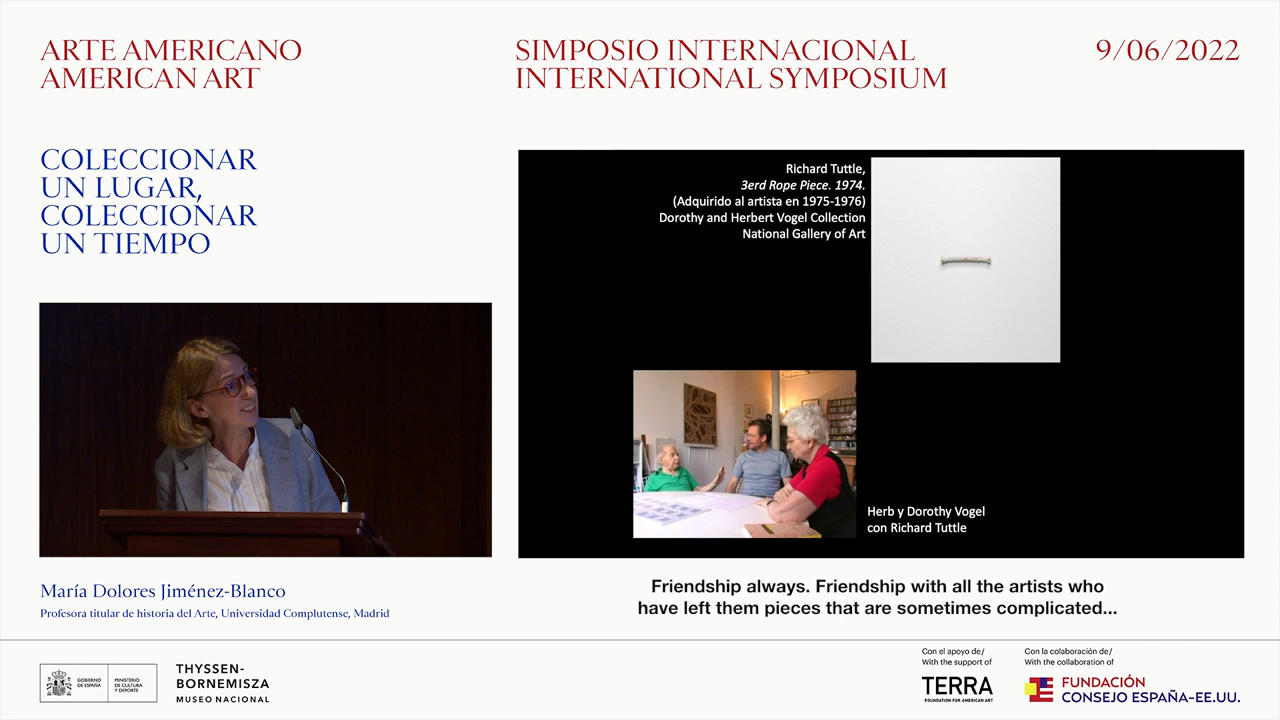 ARTE AMERICANO
AMERICAN ART
SIMPOSIO INTERNACIONAL
INTERNATIONAL SYMPOSIUM
9/06/2022
COLECCIONAR
UN LUGAR,
COLECCIONAR
UN TIEMPO
Richard Tuttle,
3erd Rope Piece. 1974.
(Adquirido al artista en 1975-1976)
Dorothy and Herbert Vogel Collection
National Gallery of Art
Herb y Dorothy Vogel
con Richard Tuttle
María Dolores Jiménez-Blanco
Profesora titular de historia del Arte, Universidad Complutense, Madrid
Friendship always. Friendship with all the artists who
have left them pieces that are sometimes complicated...
GOBIERNO
DE ESPAÑA
MINISTERIO
DE CULTURA
Y DEPORTE
THYSSEN-
BORNEMISZA
MUSEO NACIONAL
Con el apoyo de/
With the support of
TERRA
FOUNDATION FOR AMERICAN ART
Con la colaboración de/
With the collaboration of
FUNDACIÓN
CONSEJO ESPAÑA-EE.UU.